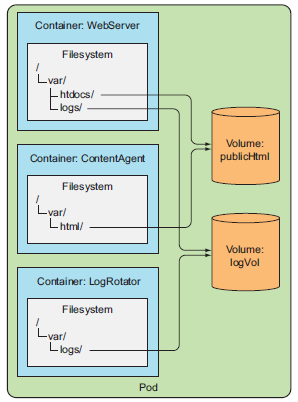 Container: WebServer
Filesystem
/
var/
htdocs/
logs/
Container: ContentAgent
Filesystem
/
var/
html/
Container: LogRotator
Filesystem
/
var/
logs/
Volume:
publicHtml
Volume:
logVol
Pod